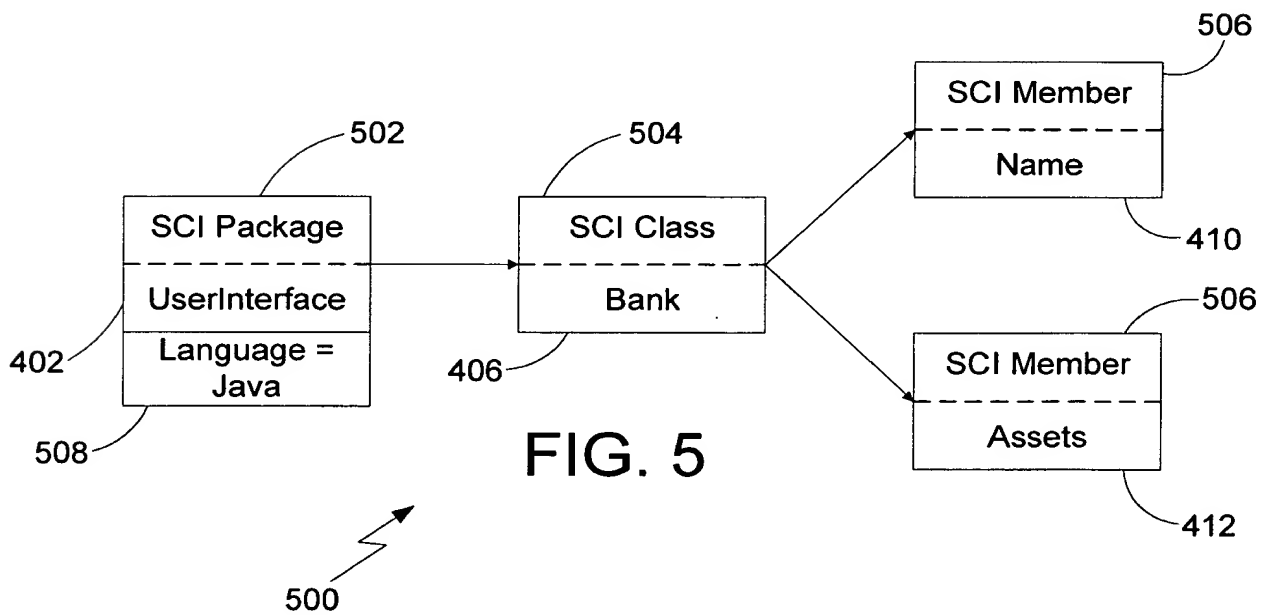 506
SCI Member
Name
410
502
504
SCI Package
UserInterface
Language =
Java
402
508
SCI Class
Bank
406
506
SCI Member
Assets
412
FIG. 5
500